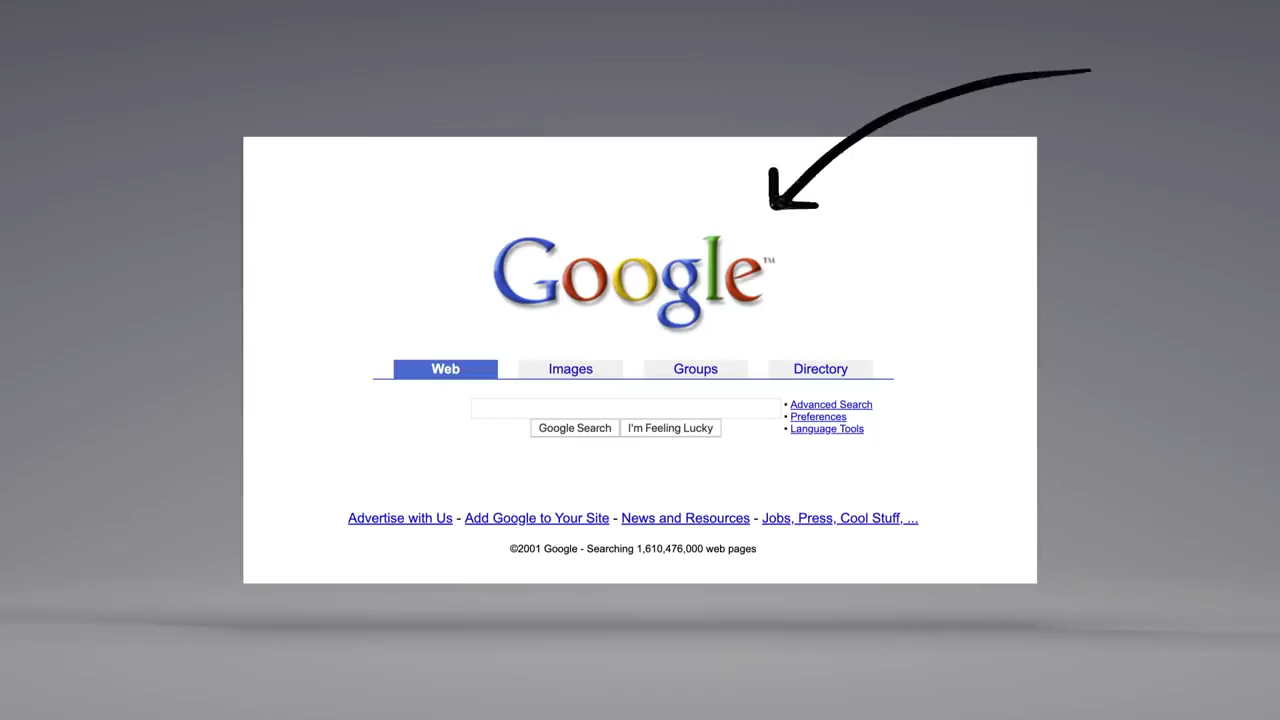 Google™
Web Images Groups Directory
• Advanced Search
• Preferences
• Language Tools
Google Search I'm Feeling Lucky
Advertise with Us - Add Google to Your Site - News and Resources - Jobs, Press, Cool Stuff, ...
©2001 Google - Searching 1,610,476,000 web pages